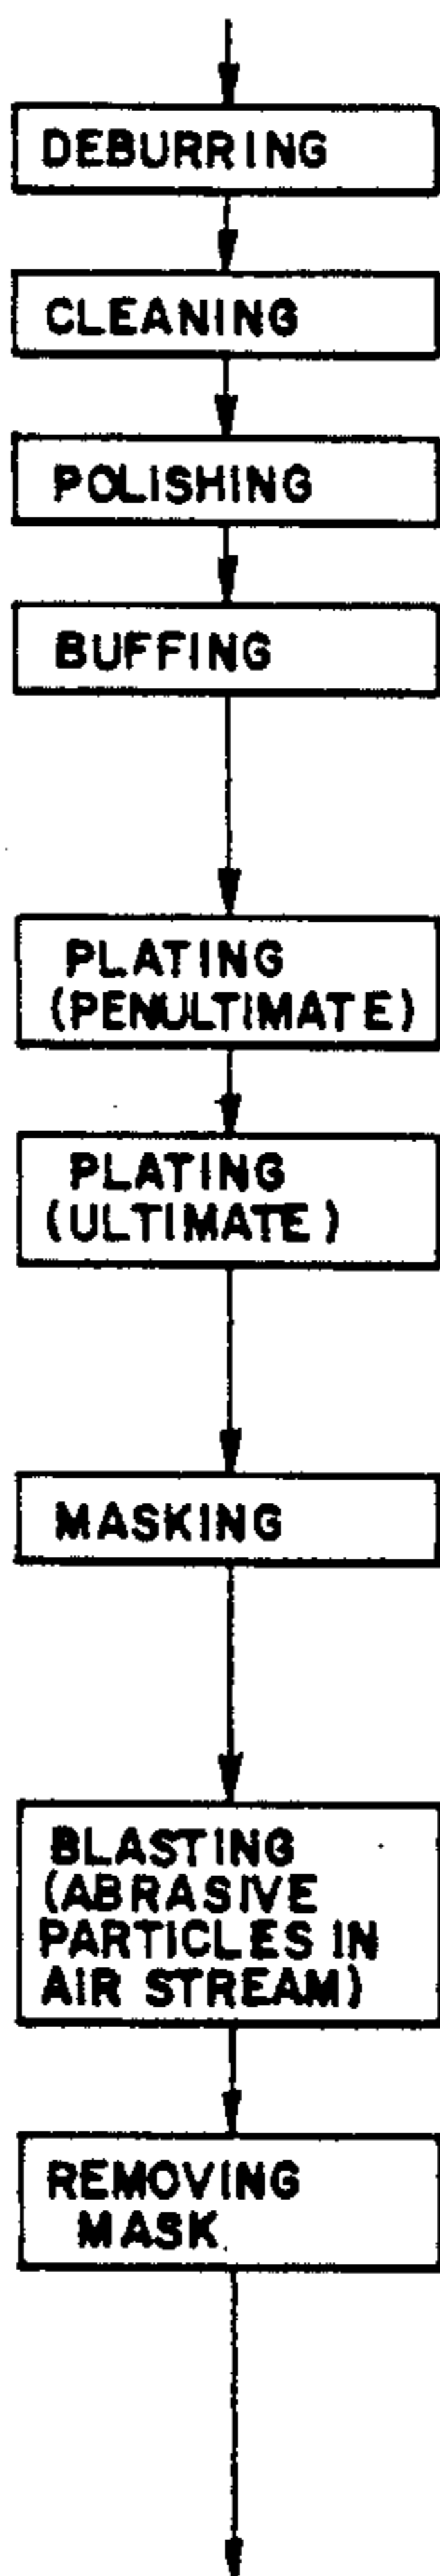 DEBURRING
CLEANING
POLISHING
BUFFING
PLATING
(PENULTIMATE)
PLATING
(ULTIMATE)
MASKING
BLASTING
(ABRASIVE
PARTICLES IN
AIR STREAM)
REMOVING
MASK